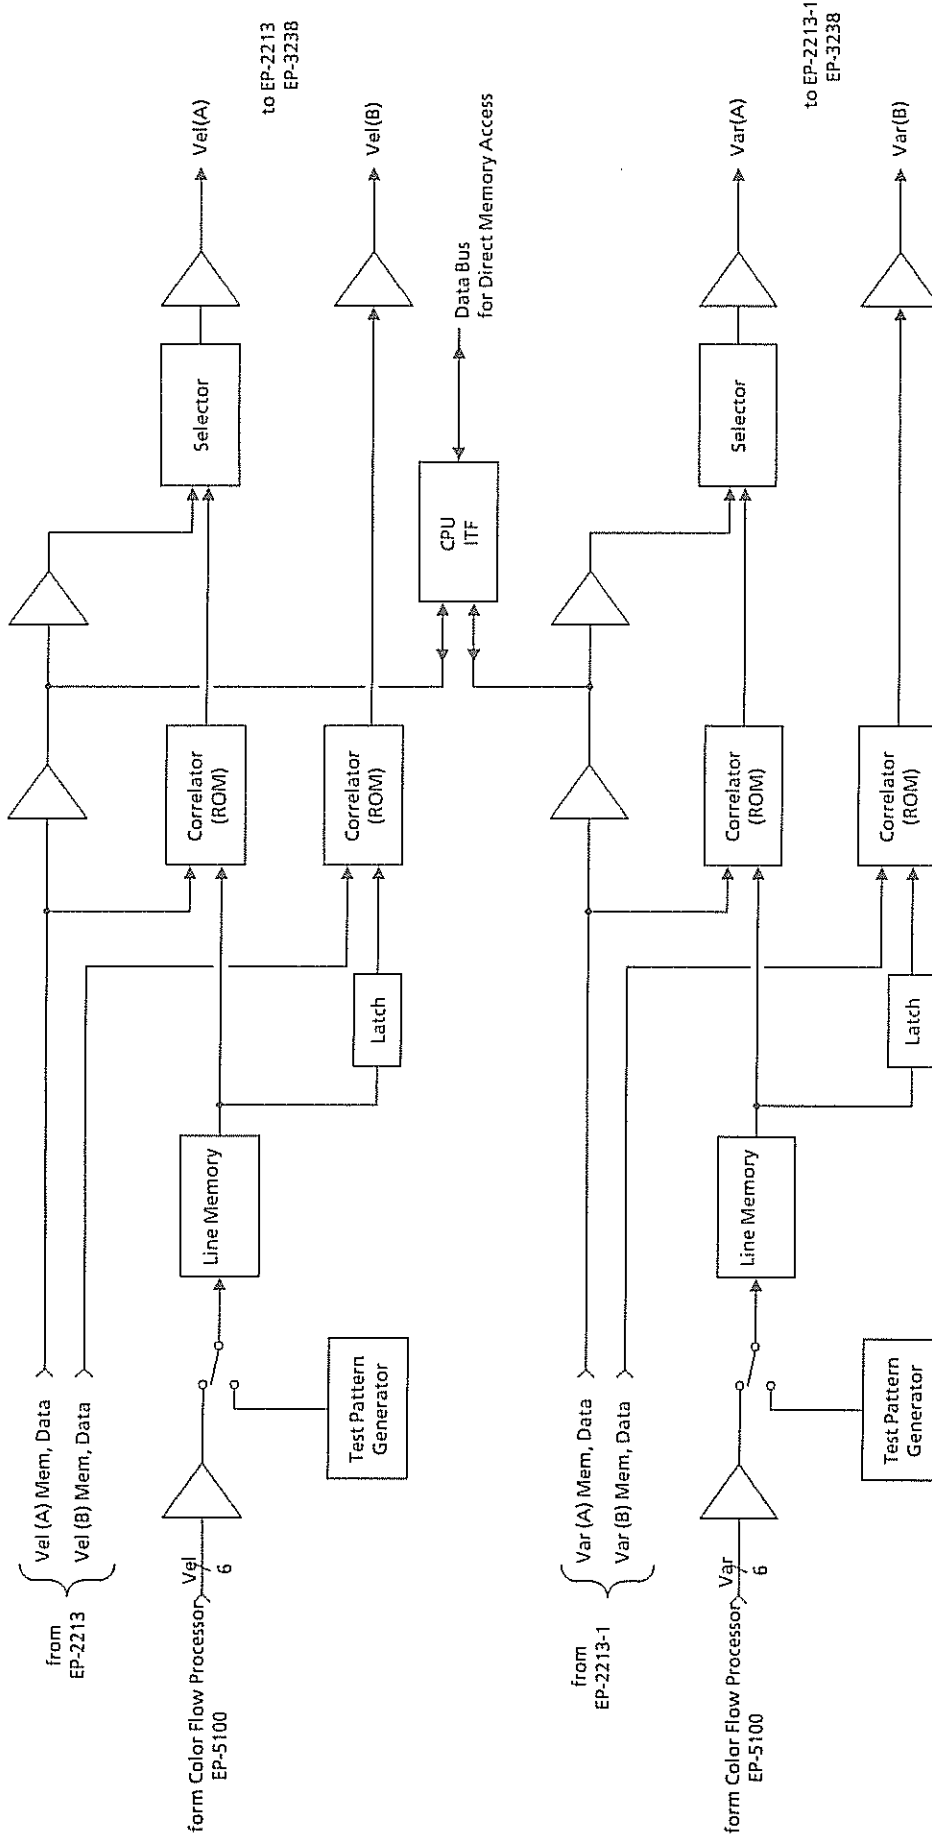 from
EP-2213
Vel (A) Mem, Data
Vel (B) Mem, Data
form Color Flow Processor
EP-5100
Vel
6
Test Pattern
Generator
Line Memory
Latch
Correlator
(ROM)
Correlator
(ROM)
Selector
Vel(A)
Vel(B)
to EP-2213
EP-3238
CPU
ITF
Data Bus
for Direct Memory Access
from
EP-2213-1
Var (A) Mem, Data
Var (B) Mem, Data
form Color Flow Processor
EP-5100
Var
6
Test Pattern
Generator
Line Memory
Latch
Correlator
(ROM)
Correlator
(ROM)
Selector
Var(A)
Var(B)
to EP-2213-1
EP-3238